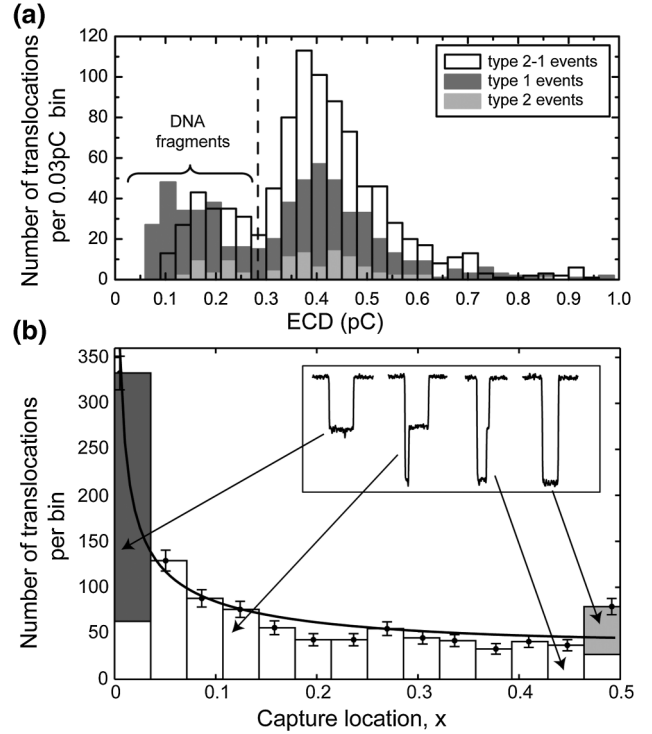 (a)
120
100
80
60
40
20
0
Number of translocations
per 0.03pC bin
DNA
fragments
type 2-1 events
type 1 events
type 2 events
0 0.1 0.2 0.3 0.4 0.5 0.6 0.7 0.8 0.9 1.0
ECD (pC)
(b)
350
300
250
200
150
100
50
0
Number of translocations
per bin
0 0.1 0.2 0.3 0.4 0.5
Capture location, x